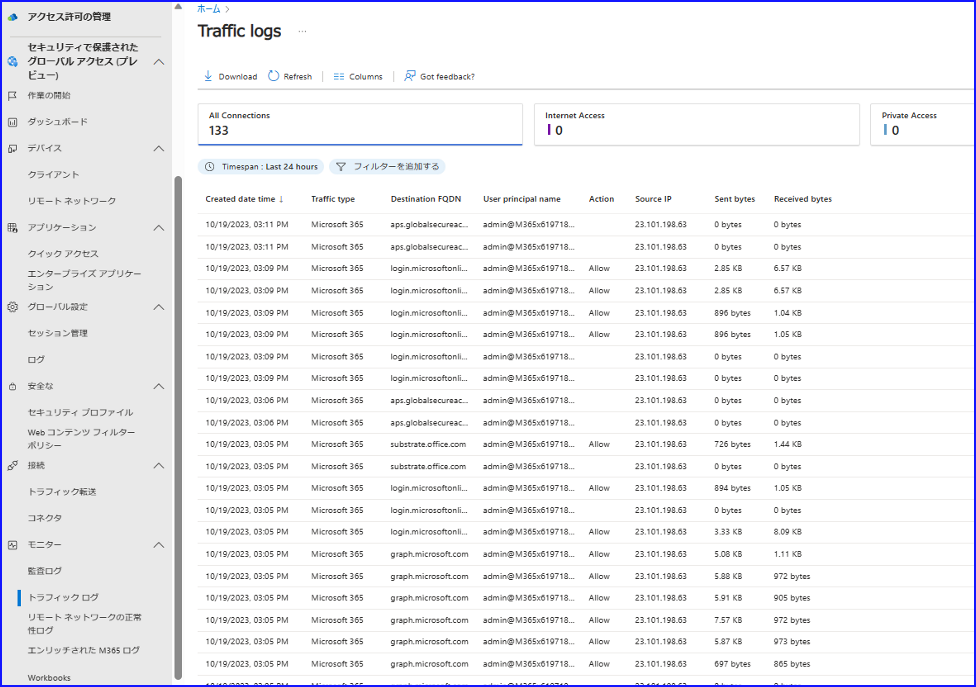 アクセス許可の管理
セキュリティで保護された
グローバル アクセス (プレ
ビュー)
作業の開始
ダッシュボード
デバイス
クライアント
リモート ネットワーク
アプリケーション
クイック アクセス
エンタープライズ アプリケー
ション
グローバル設定
セッション管理
ログ
安全な
セキュリティ プロファイル
Web コンテンツ フィルター
ポリシー
接続
トラフィック転送
コネクタ
モニター
監査ログ
トラフィック ログ
リモート ネットワークの正常
性ログ
エンリッチされた M365 ログ
Workbooks
ホーム >
Traffic logs ...
Download Refresh Columns Got feedback?
All Connections Internet Access Private Access
133 0 0
Timespan : Last 24 hours フィルターを追加する
Created date time ↓ Traffic type Destination FQDN User principal name Action Source IP Sent bytes Received bytes
10/19/2023, 03:11 PM Microsoft 365 aps.globalsecureac... admin@M365x619718... 23.101.198.63 0 bytes 0 bytes
10/19/2023, 03:11 PM Microsoft 365 aps.globalsecureac... admin@M365x619718... 23.101.198.63 0 bytes 0 bytes
10/19/2023, 03:09 PM Microsoft 365 login.microsoftonli... admin@M365x619718... Allow 23.101.198.63 2.85 KB 6.57 KB
10/19/2023, 03:09 PM Microsoft 365 login.microsoftonli... admin@M365x619718... Allow 23.101.198.63 2.85 KB 6.57 KB
10/19/2023, 03:09 PM Microsoft 365 login.microsoftonli... admin@M365x619718... Allow 23.101.198.63 896 bytes 1.04 KB
10/19/2023, 03:09 PM Microsoft 365 login.microsoftonli... admin@M365x619718... Allow 23.101.198.63 896 bytes 1.05 KB
10/19/2023, 03:09 PM Microsoft 365 login.microsoftonli... admin@M365x619718... 23.101.198.63 0 bytes 0 bytes
10/19/2023, 03:09 PM Microsoft 365 login.microsoftonli... admin@M365x619718... 23.101.198.63 0 bytes 0 bytes
10/19/2023, 03:06 PM Microsoft 365 aps.globalsecureac... admin@M365x619718... 23.101.198.63 0 bytes 0 bytes
10/19/2023, 03:06 PM Microsoft 365 aps.globalsecureac... admin@M365x619718... 23.101.198.63 0 bytes 0 bytes
10/19/2023, 03:05 PM Microsoft 365 substrate.office.com admin@M365x619718... Allow 23.101.198.63 726 bytes 1.44 KB
10/19/2023, 03:05 PM Microsoft 365 substrate.office.com admin@M365x619718... 23.101.198.63 0 bytes 0 bytes
10/19/2023, 03:05 PM Microsoft 365 login.microsoftonli... admin@M365x619718... Allow 23.101.198.63 894 bytes 1.05 KB
10/19/2023, 03:05 PM Microsoft 365 login.microsoftonli... admin@M365x619718... 23.101.198.63 0 bytes 0 bytes
10/19/2023, 03:05 PM Microsoft 365 login.microsoftonli... admin@M365x619718... Allow 23.101.198.63 3.33 KB 8.09 KB
10/19/2023, 03:05 PM Microsoft 365 graph.microsoft.com admin@M365x619718... Allow 23.101.198.63 5.08 KB 1.11 KB
10/19/2023, 03:05 PM Microsoft 365 graph.microsoft.com admin@M365x619718... Allow 23.101.198.63 5.88 KB 972 bytes
10/19/2023, 03:05 PM Microsoft 365 graph.microsoft.com admin@M365x619718... Allow 23.101.198.63 5.91 KB 905 bytes
10/19/2023, 03:05 PM Microsoft 365 graph.microsoft.com admin@M365x619718... Allow 23.101.198.63 7.57 KB 972 bytes
10/19/2023, 03:05 PM Microsoft 365 graph.microsoft.com admin@M365x619718... Allow 23.101.198.63 5.87 KB 973 bytes
10/19/2023, 03:05 PM Microsoft 365 graph.microsoft.com admin@M365x619718... Allow 23.101.198.63 697 bytes 865 bytes